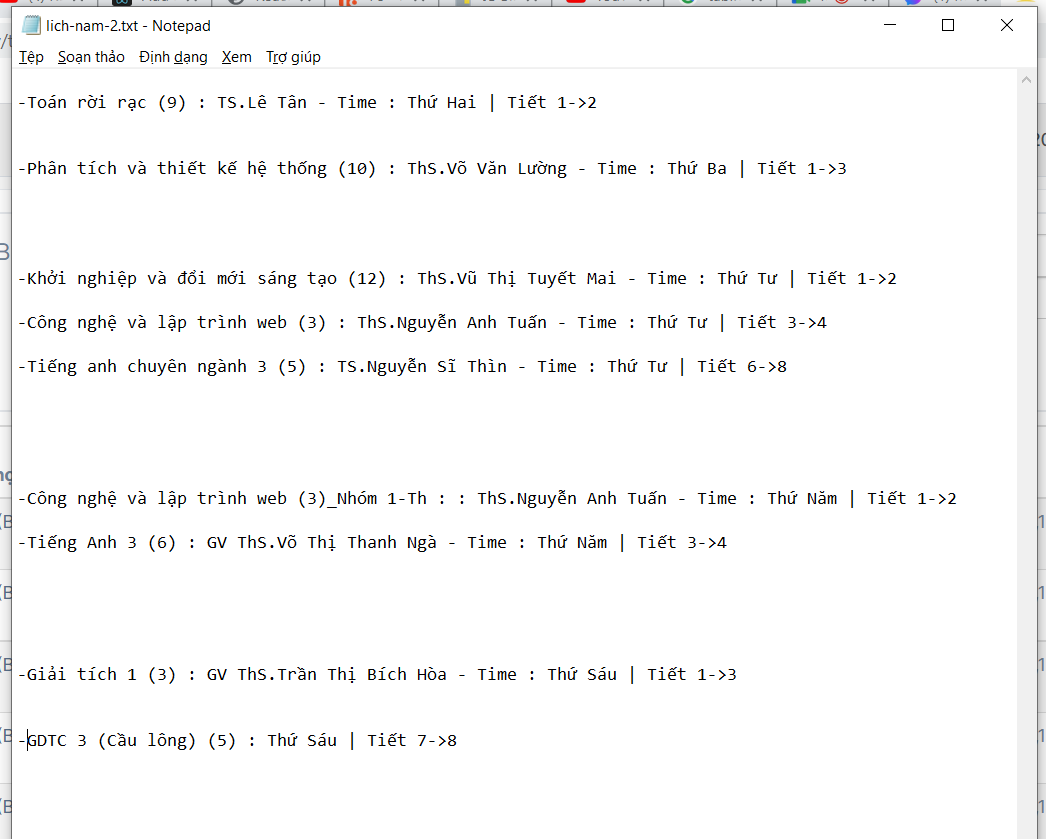 lich-nam-2.txt - Notepad
Tệp Soạn thảo Định dạng Xem Trợ giúp
-Toán rời rạc (9) : TS.Lê Tân - Time : Thứ Hai | Tiết 1->2
-Phân tích và thiết kế hệ thống (10) : ThS.Võ Văn Lường - Time : Thứ Ba | Tiết 1->3
-Khởi nghiệp và đổi mới sáng tạo (12) : ThS.Vũ Thị Tuyết Mai - Time : Thứ Tư | Tiết 1->2
-Công nghệ và lập trình web (3) : ThS.Nguyễn Anh Tuấn - Time : Thứ Tư | Tiết 3->4
-Tiếng anh chuyên ngành 3 (5) : TS.Nguyễn Sĩ Thìn - Time : Thứ Tư | Tiết 6->8
-Công nghệ và lập trình web (3)_Nhóm 1-Th : : ThS.Nguyễn Anh Tuấn - Time : Thứ Năm | Tiết 1->2
-Tiếng Anh 3 (6) : GV ThS.Võ Thị Thanh Ngà - Time : Thứ Năm | Tiết 3->4
-Giải tích 1 (3) : GV ThS.Trần Thị Bích Hòa - Time : Thứ Sáu | Tiết 1->3
-GDTC 3 (Cầu lông) (5) : Thứ Sáu | Tiết 7->8